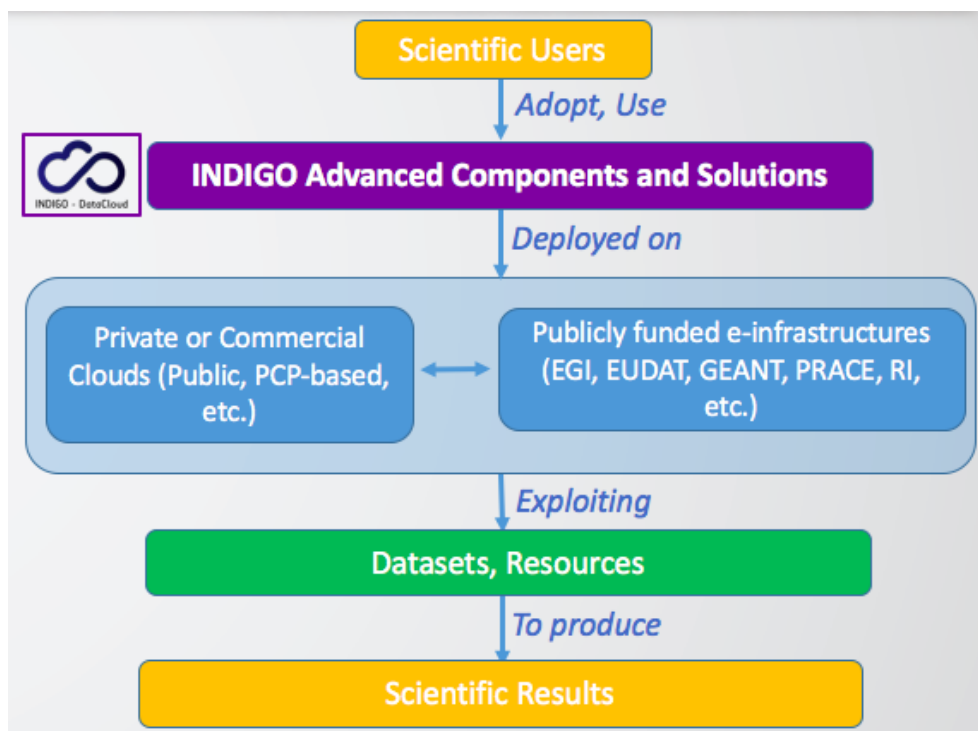 Scientific Users
Adopt, Use
INDIGO - DataCloud
INDIGO Advanced Components and Solutions
Deployed on
Private or Commercial
Clouds (Public, PCP-based,
etc.)
Publicly funded e-infrastructures
(EGI, EUDAT, GEANT, PRACE, RI,
etc.)
Exploiting
Datasets, Resources
To produce
Scientific Results